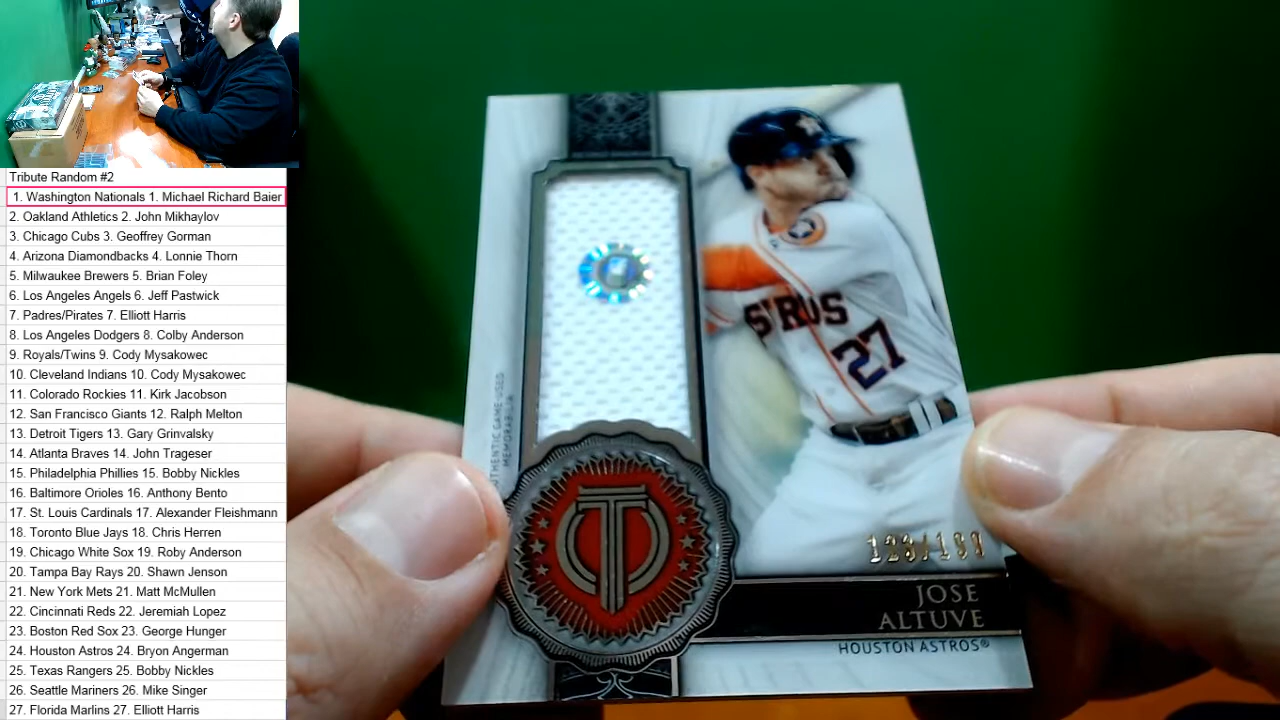 Tribute Random #2
1. Washington Nationals 1. Michael Richard Baier
2. Oakland Athletics 2. John Mikhaylov
3. Chicago Cubs 3. Geoffrey Gorman
4. Arizona Diamondbacks 4. Lonnie Thorn
5. Milwaukee Brewers 5. Brian Foley
6. Los Angeles Angels 6. Jeff Pastwick
7. Padres/Pirates 7. Elliott Harris
8. Los Angeles Dodgers 8. Colby Anderson
9. Royals/Twins 9. Cody Mysakowec
10. Cleveland Indians 10. Cody Mysakowec
11. Colorado Rockies 11. Kirk Jacobson
12. San Francisco Giants 12. Ralph Melton
13. Detroit Tigers 13. Gary Grinvalsky
14. Atlanta Braves 14. John Trageser
15. Philadelphia Phillies 15. Bobby Nickles
16. Baltimore Orioles 16. Anthony Bento
17. St. Louis Cardinals 17. Alexander Fleishmann
18. Toronto Blue Jays 18. Chris Herren
19. Chicago White Sox 19. Roby Anderson
20. Tampa Bay Rays 20. Shawn Jenson
21. New York Mets 21. Matt McMullen
22. Cincinnati Reds 22. Jeremiah Lopez
23. Boston Red Sox 23. George Hunger
24. Houston Astros 24. Bryon Angerman
25. Texas Rangers 25. Bobby Nickles
26. Seattle Mariners 26. Mike Singer
27. Florida Marlins 27. Elliott Harris
AUTHENTIC GAME-USED
MEMORABILIA
27
JOSE
ALTUVE
HOUSTON ASTROS®